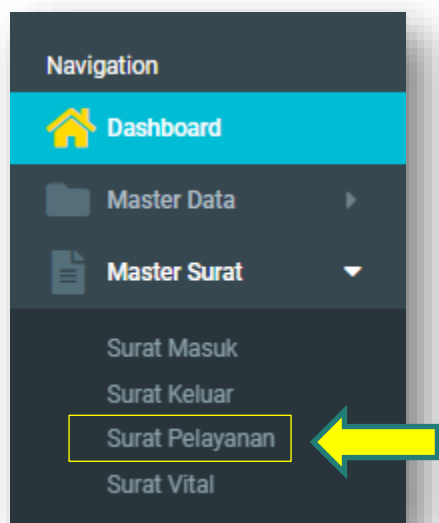 Navigation
Dashboard
Master Data
Master Surat
Surat Masuk
Surat Keluar
Surat Pelayanan
Surat Vital